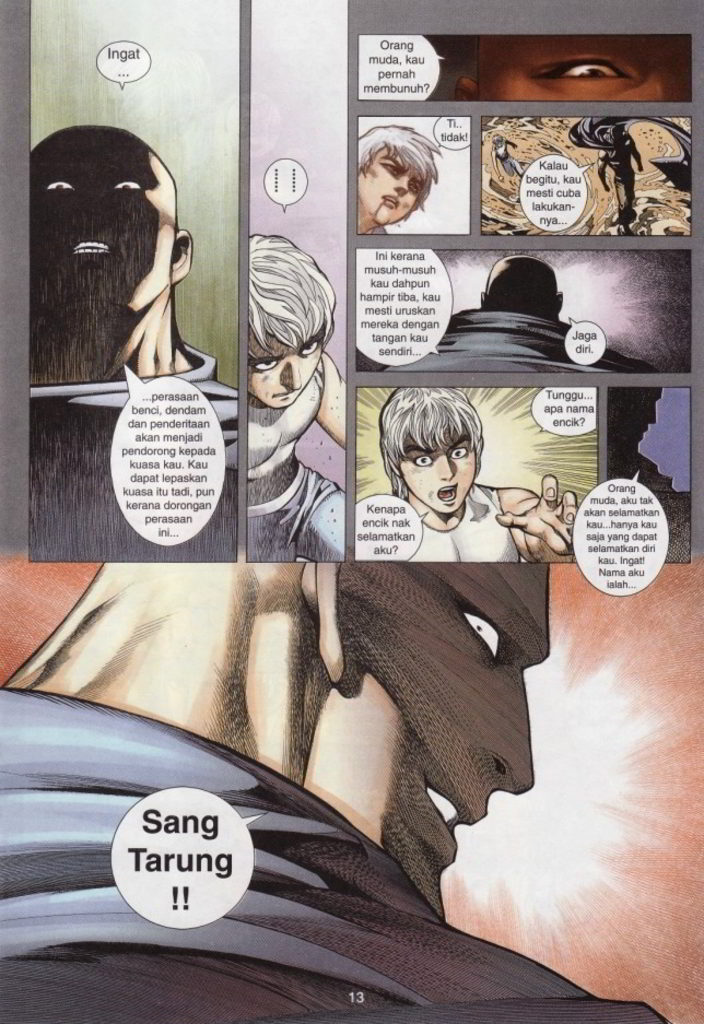 Ingat
...
...perasaan
benci, dendam
dan penderitaan
akan menjadi
pendorong kepada
kuasa kau. Kau
dapat lepaskan
kuasa itu tadi, pun
kerana dorongan
perasaan
ini...
Orang
muda, kau
pernah
membunuh?
Ti..
tidak!
Kalau
begitu, kau
mesti cuba
lakukan-
nya...
Ini kerana
musuh-musuh
kau dahpun
hampir tiba, kau
mesti uruskan
mereka dengan
tangan kau
sendiri...
Jaga
diri.
Tunggu...
apa nama
encik?
Kenapa
encik nak
selamatkan
aku?
Orang
muda, aku tak
akan selamatkan
kau...hanya kau
saja yang dapat
selamatkan diri
kau. Ingat!
Nama aku
ialah...
Sang
Tarung
!!
13